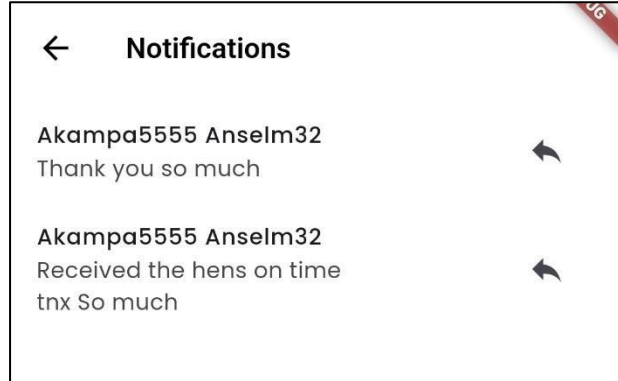 Notifications
Akampa5555 Anselm32
Thank you so much
Akampa5555 Anselm32
Received the hens on time
tnx So much